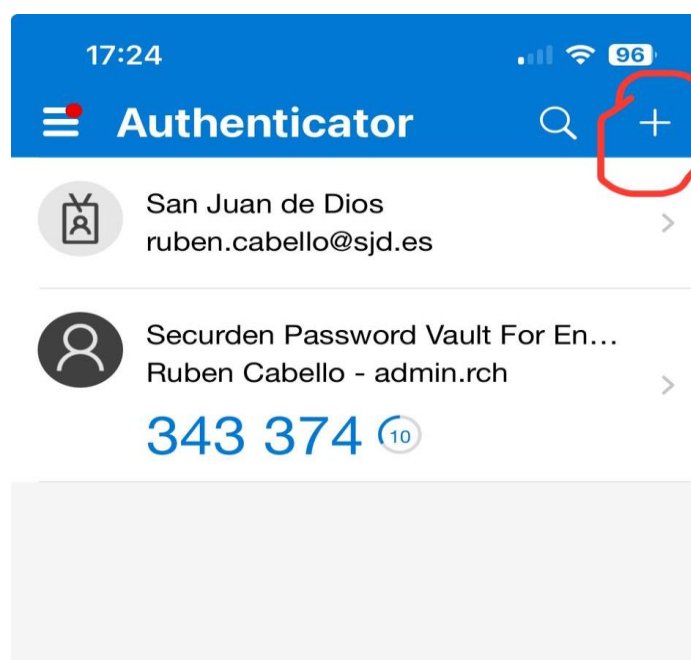 17:24
96
Authenticator
San Juan de Dios
ruben.cabello@sjd.es
Securden Password Vault For En...
Ruben Cabello - admin.rch
343 374
10